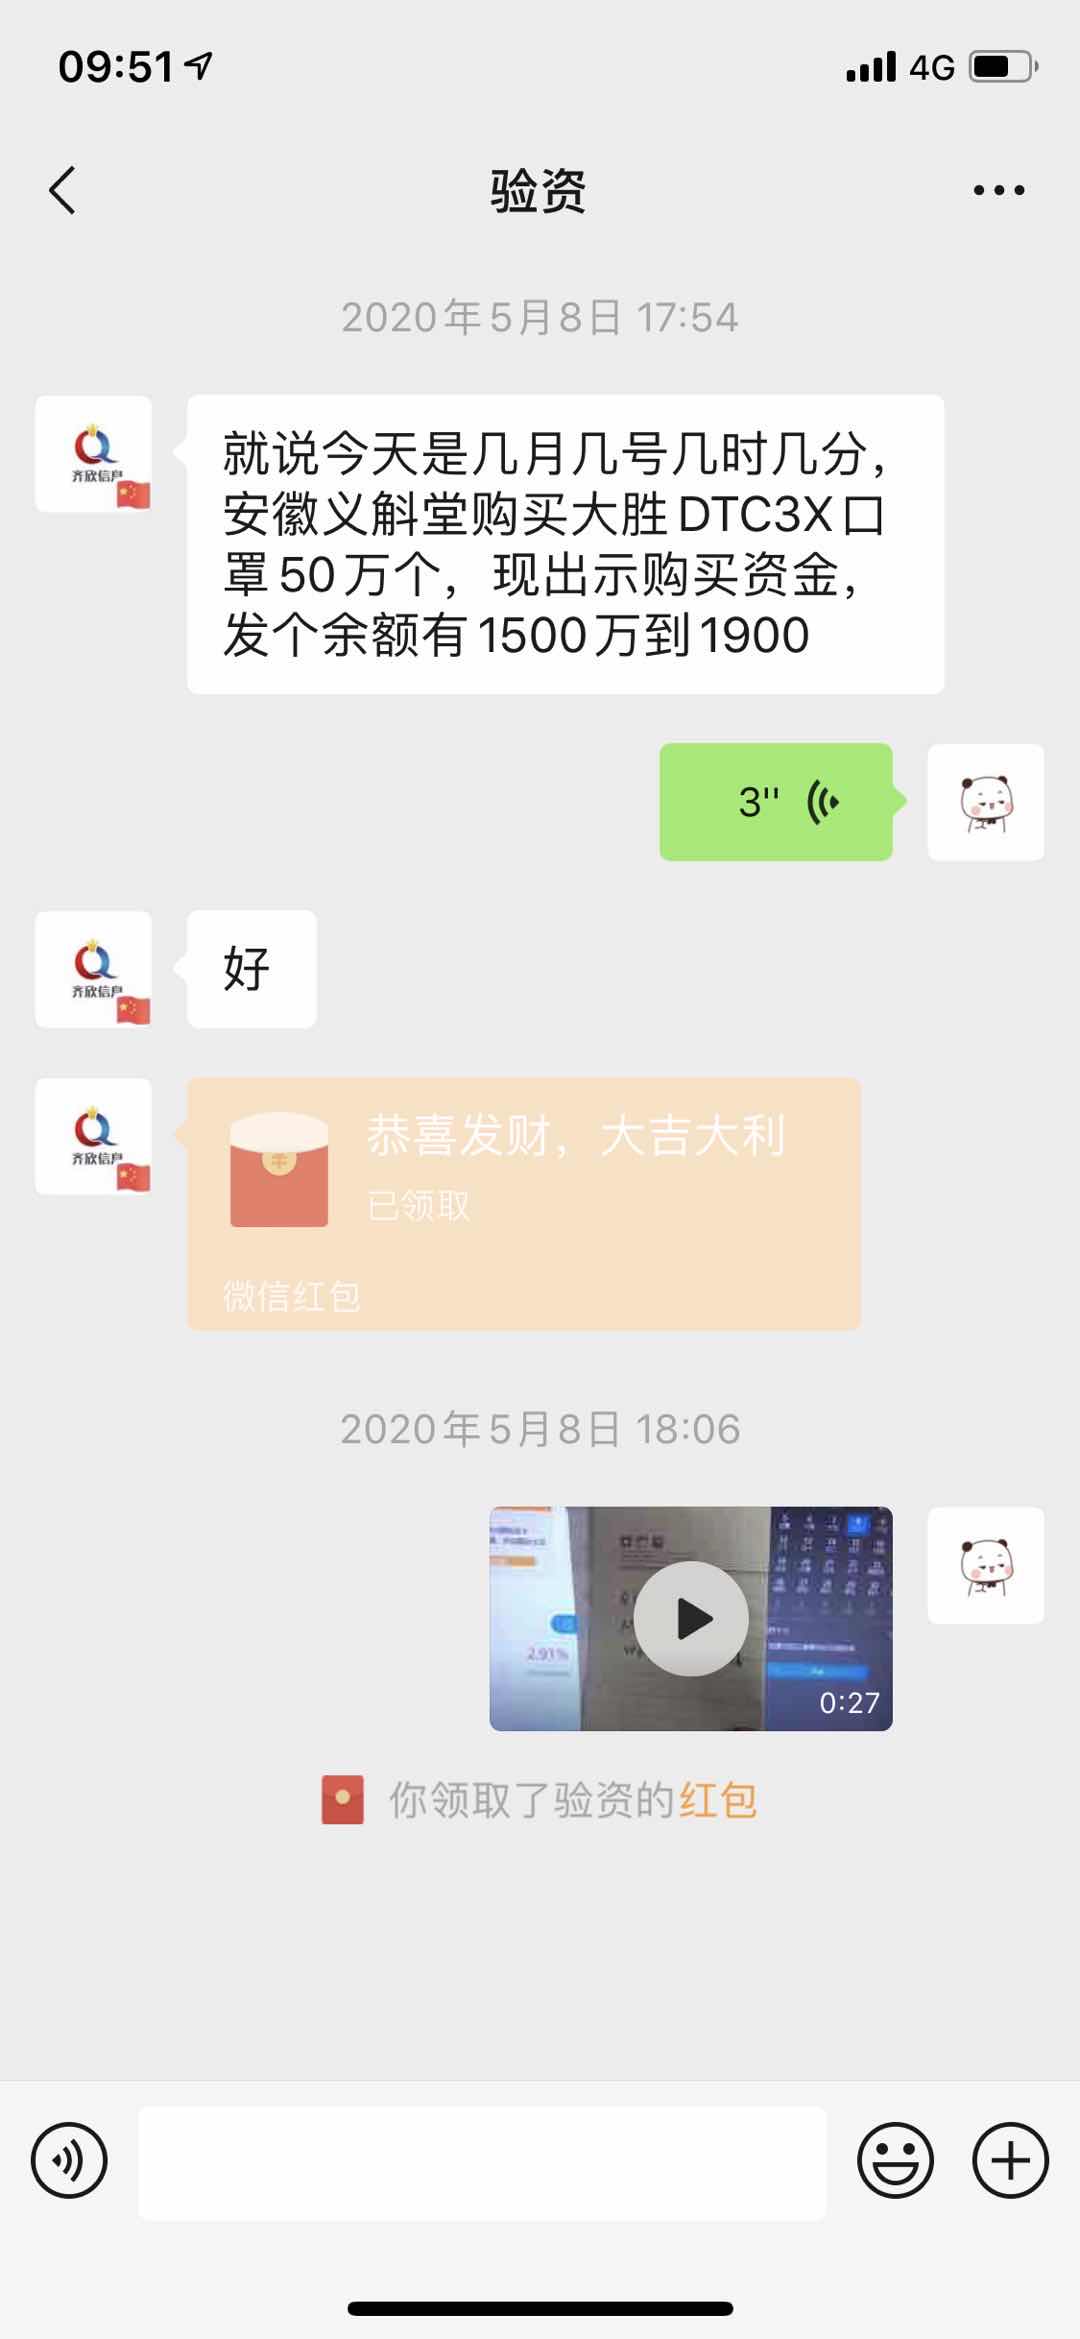 09:51
4G
验资
2020年5月8日 17:54
齐欣信息
就说今天是几月几号几时几分，
安徽义斛堂购买大胜DTC3X口
罩50万个，现出示购买资金，
发个余额有1500万到1900
3''
齐欣信息
好
齐欣信息
恭喜发财，大吉大利
已领取
微信红包
2020年5月8日 18:06
2.91%
0:27
你领取了验资的红包